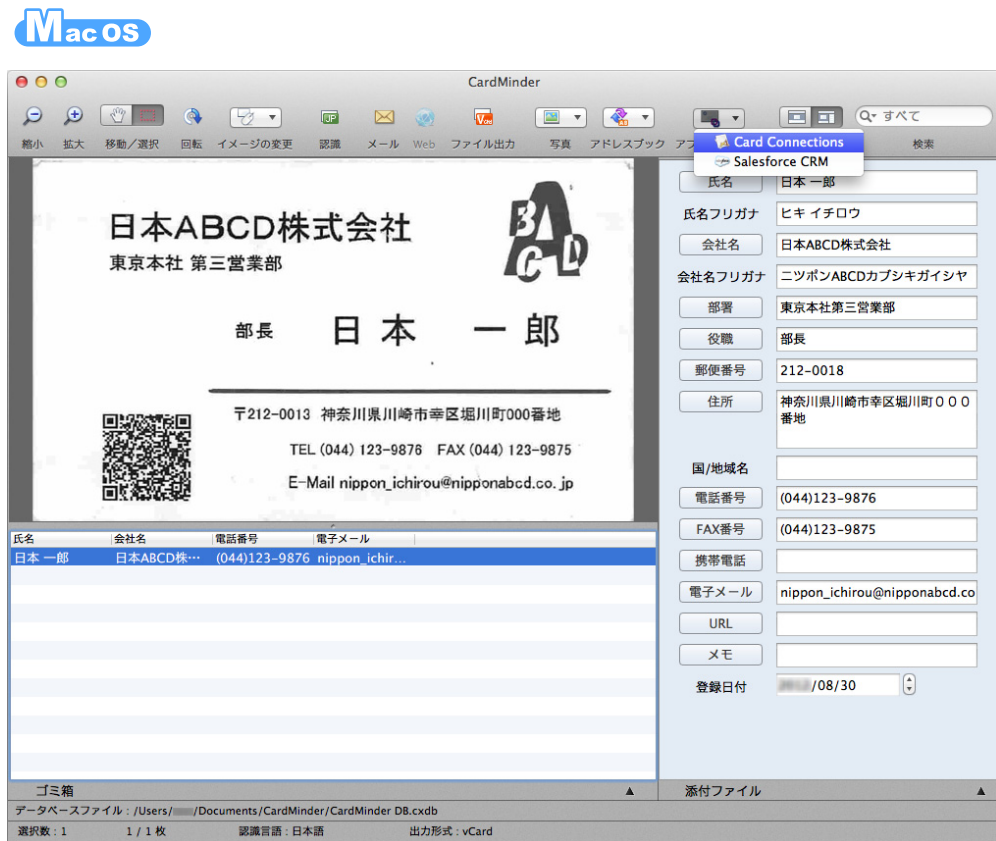 Mac OS
CardMinder
縮小 拡大 移動／選択 回転 イメージの変更 認識 メール Web ファイル出力 写真 アドレスブック アプ 検索
すべて
Card Connections
Salesforce CRM
日本ABCD株式会社
東京本社 第三営業部
ABCD
部長 日本 一郎
〒212-0013 神奈川県川崎市幸区堀川町000番地
TEL (044) 123-9876 FAX (044) 123-9875
E-Mail nippon_ichirou@nipponabcd.co.jp
氏名 日本 一郎
氏名フリガナ ヒキ イチロウ
会社名 日本ABCD株式会社
会社名フリガナ ニツポンABCDカブシキガイシヤ
部署 東京本社第三営業部
役職 部長
郵便番号 212-0018
住所 神奈川県川崎市幸区堀川町０００
番地
国/地域名
電話番号 (044)123-9876
FAX番号 (044)123-9875
携帯電話
電子メール nippon_ichirou@nipponabcd.co
URL
メモ
登録日付 /08/30
氏名 会社名 電話番号 電子メール
日本 一郎 日本ABCD株… (044)123-9876 nippon_ichir...
ゴミ箱 ▲ 添付ファイル ▲
データベースファイル : /Users/ /Documents/CardMinder/CardMinder DB.cxdb
選択数 : 1 1 / 1 枚 認識言語 : 日本語 出力形式 : vCard